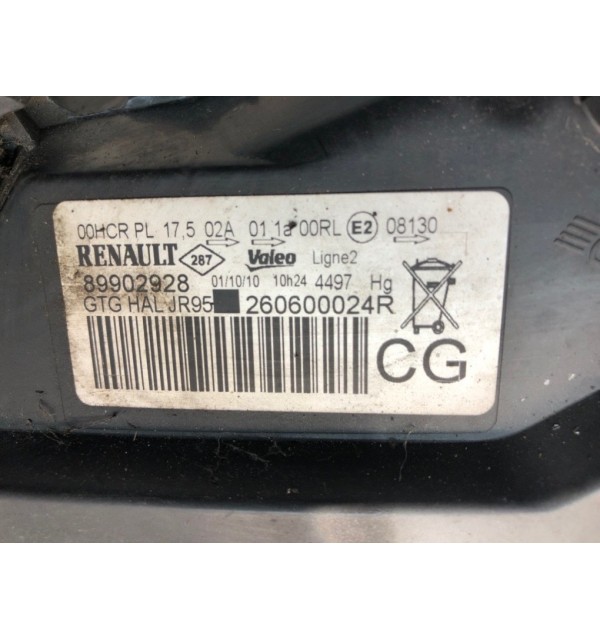 00HCR PL 17,5 02A 01 1a 00RL E2 08130
RENAULT 287 Valeo Ligne2
89902928 01/10/10 10h24 4497 Hg
GTG HAL JR95 260600024R
CG